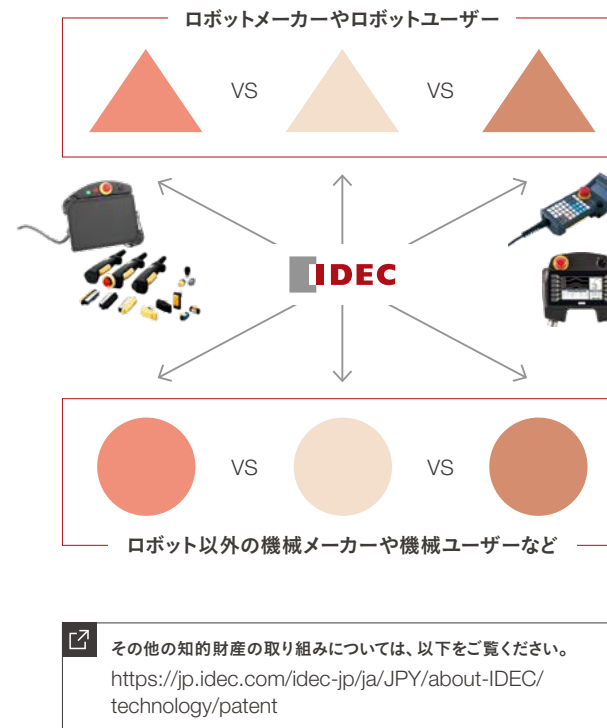 ロボットメーカーやロボットユーザー
VS VS
IDEC
VS VS
ロボット以外の機械メーカーや機械ユーザーなど
その他の知的財産の取り組みについては、以下をご覧ください。
https://jp.idec.com/idec-jp/ja/JPY/about-IDEC/
technology/patent